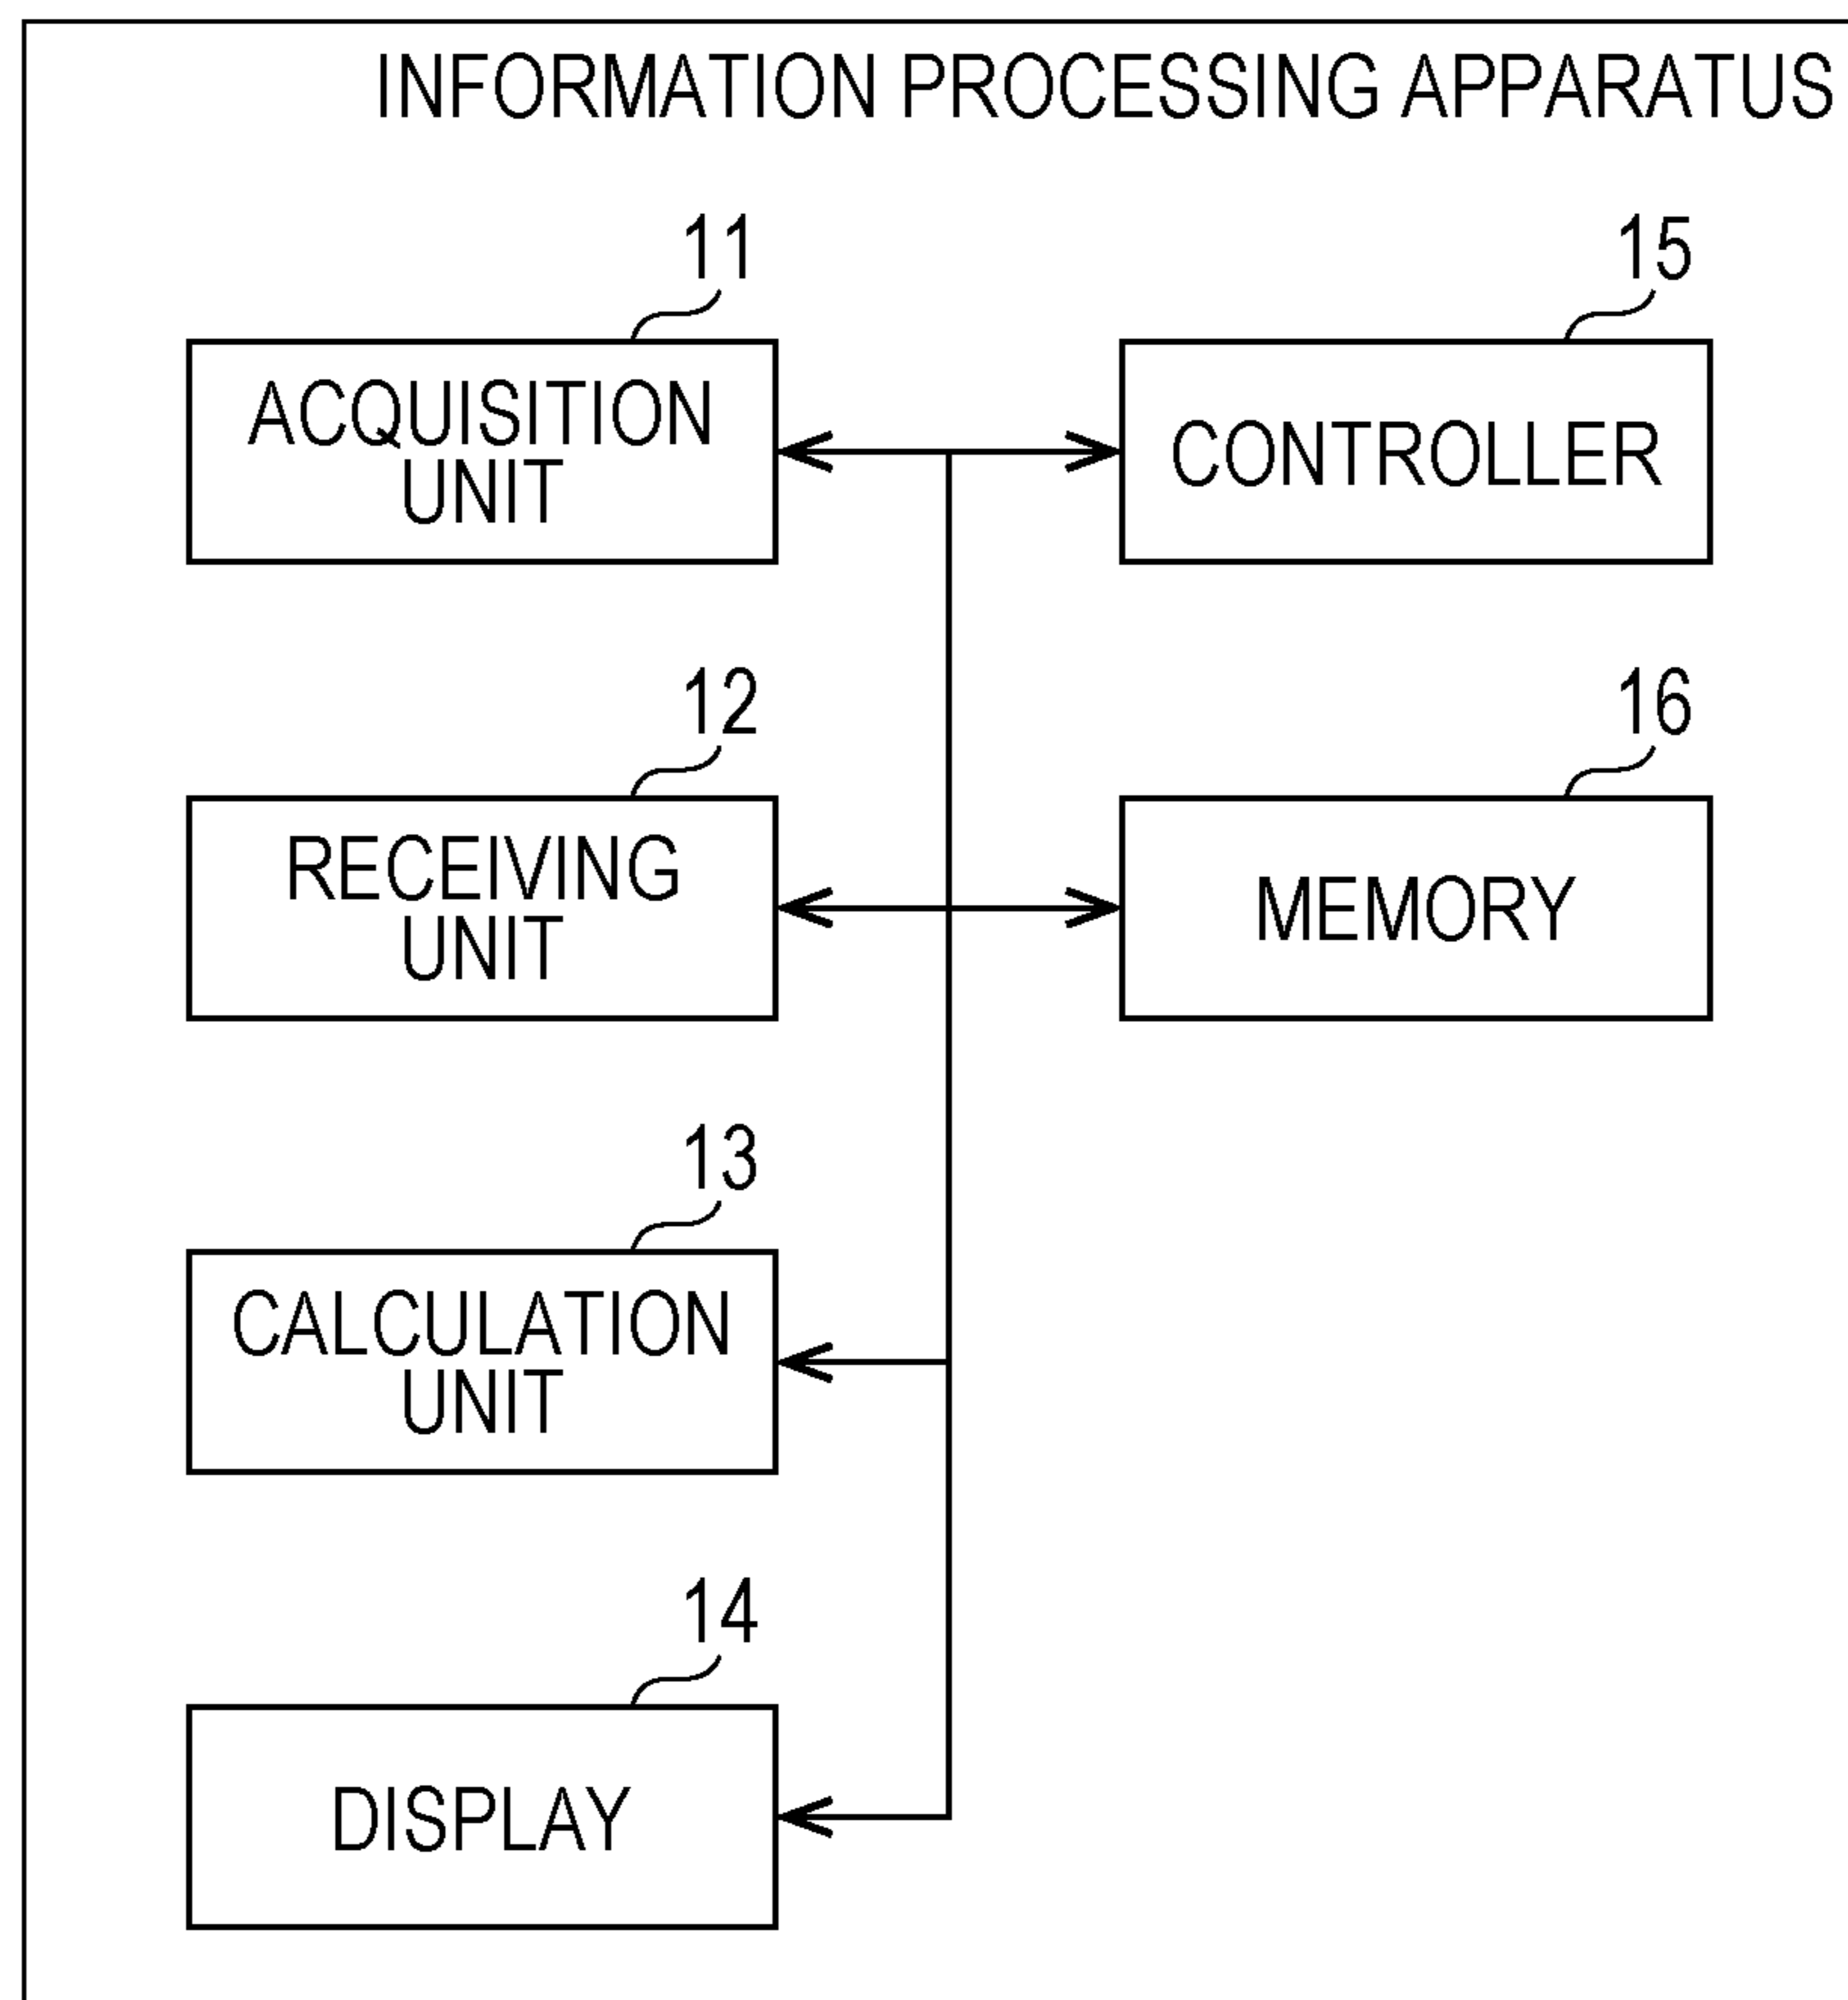 INFORMATION PROCESSING APPARATUS
11
ACQUISITION
UNIT
15
CONTROLLER
12
RECEIVING
UNIT
16
MEMORY
13
CALCULATION
UNIT
14
DISPLAY